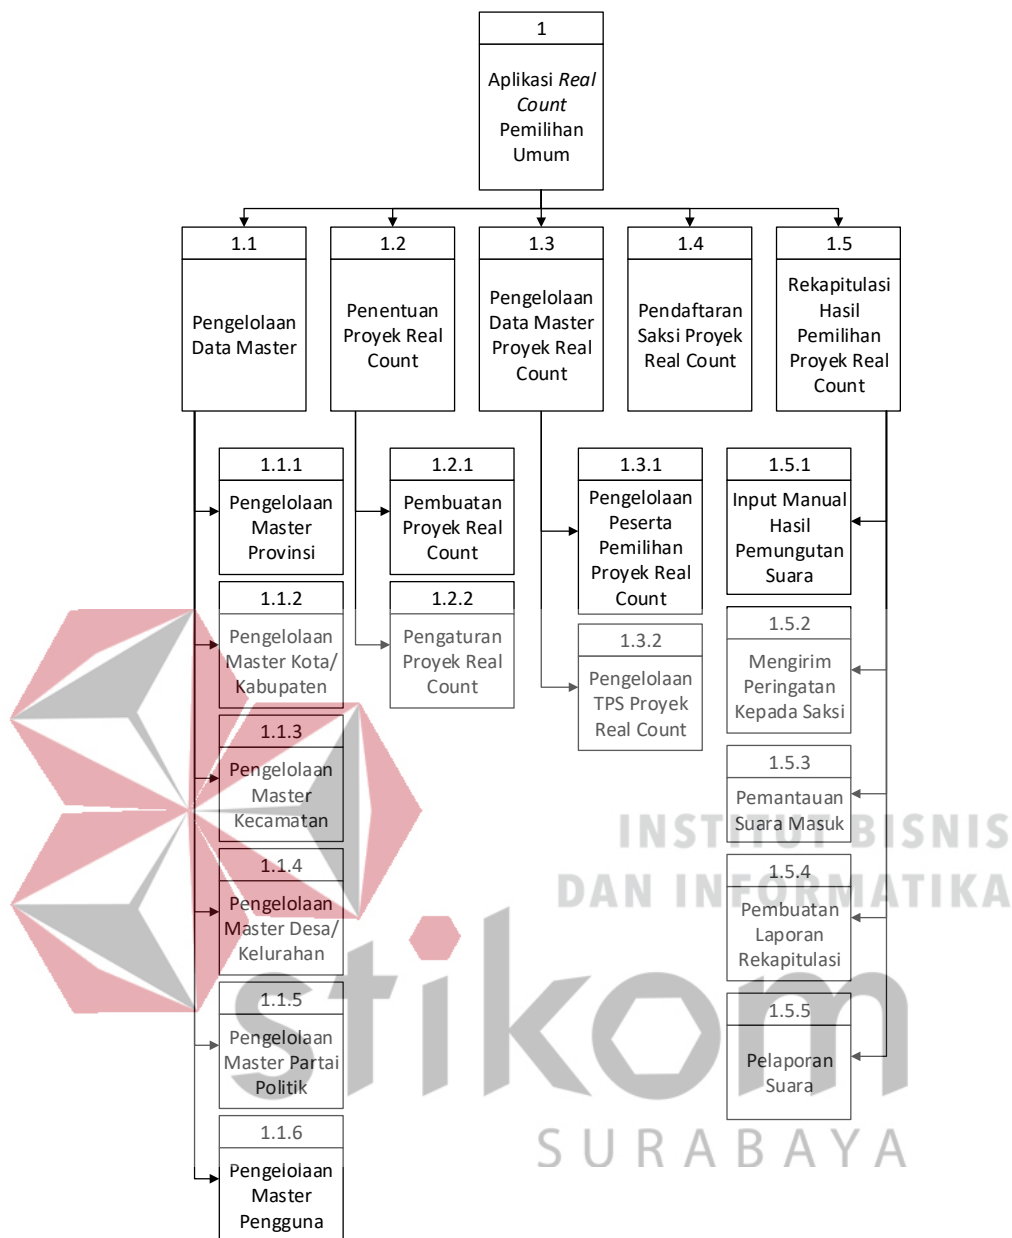 1
Aplikasi Real
Count
Pemilihan
Umum
1.1
Pengelolaan
Data Master
1.2
Penentuan
Proyek Real
Count
1.3
Pengelolaan
Data Master
Proyek Real
Count
1.4
Pendaftaran
Saksi Proyek
Real Count
1.5
Rekapitulasi
Hasil
Pemilihan
Proyek Real
Count
1.1.1
Pengelolaan
Master
Provinsi
1.1.2
Pengelolaan
Master Kota/
Kabupaten
1.1.3
Pengelolaan
Master
Kecamatan
1.1.4
Pengelolaan
Master Desa/
Kelurahan
1.1.5
Pengelolaan
Master Partai
Politik
1.1.6
Pengelolaan
Master
Pengguna
1.2.1
Pembuatan
Proyek Real
Count
1.2.2
Pengaturan
Proyek Real
Count
1.3.1
Pengelolaan
Peserta
Pemilihan
Proyek Real
Count
1.3.2
Pengelolaan
TPS Proyek
Real Count
1.5.1
Input Manual
Hasil
Pemungutan
Suara
1.5.2
Mengirim
Peringatan
Kepada Saksi
1.5.3
Pemantauan
Suara Masuk
1.5.4
Pembuatan
Laporan
Rekapitulasi
1.5.5
Pelaporan
Suara
INSTITUT BISNIS
DAN INFORMATIKA
stikom
SURABAYA